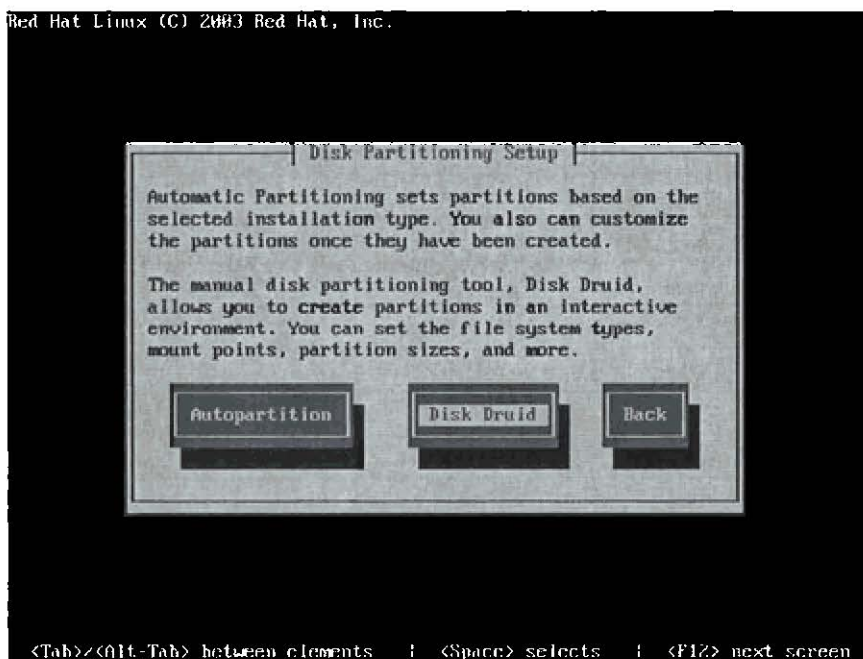 Red Hat Linux (C) 2003 Red Hat, Inc.
Disk Partitioning Setup
Automatic Partitioning sets partitions based on the
selected installation type. You also can customize
the partitions once they have been created.
The manual disk partitioning tool, Disk Druid,
allows you to create partitions in an interactive
environment. You can set the file system types,
mount points, partition sizes, and more.
Autopartition Disk Druid Back
<Tab>/<Alt-Tab> between elements | <Space> selects | <F12> next screen